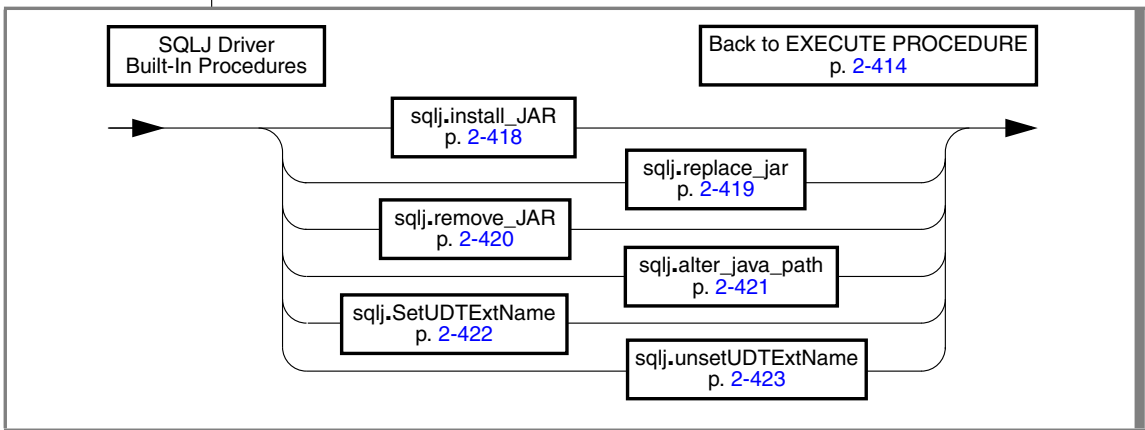 SQLJ Driver
Built-In Procedures
Back to EXECUTE PROCEDURE
p. 2-414
sqlj.install_JAR
p. 2-418
sqlj.replace_jar
p. 2-419
sqlj.remove_JAR
p. 2-420
sqlj.alter_java_path
p. 2-421
sqlj.SetUDTExtName
p. 2-422
sqlj.unsetUDTExtName
p. 2-423